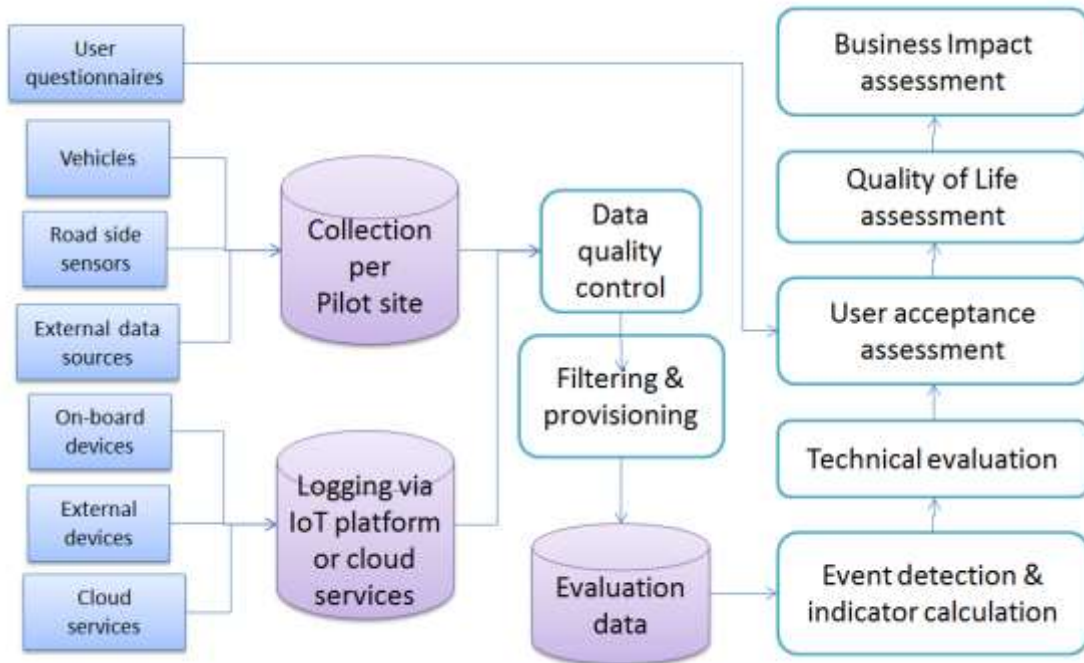 User
questionnaires
Vehicles
Road side
sensors
External data
sources
On-board
devices
External
devices
Cloud
services
Collection
per
Pilot site
Logging via
IoT platform
or cloud
services
Data
quality
control
Filtering &
provisioning
Evaluation
data
Business Impact
assessment
Quality of Life
assessment
User acceptance
assessment
Technical evaluation
Event detection &
indicator calculation